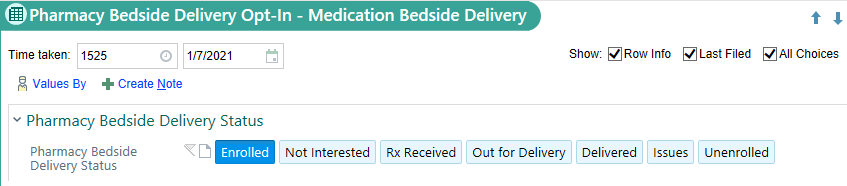 Pharmacy Bedside Delivery Opt-In - Medication Bedside Delivery
Time taken: 1525 1/7/2021 Show: Row Info Last Filed All Choices
Values By Create Note
Pharmacy Bedside Delivery Status
Pharmacy Bedside Delivery Status
Enrolled Not Interested Rx Received Out for Delivery Delivered Issues Unenrolled